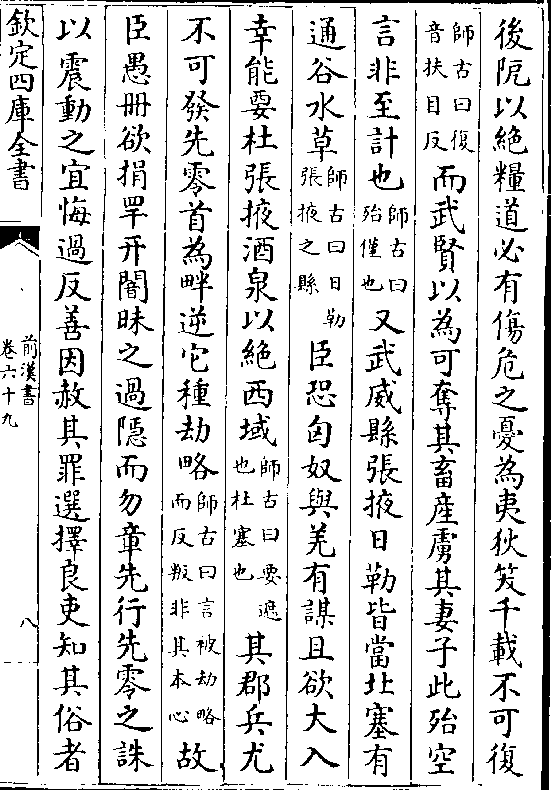 後阨以絶糧道必有傷危之憂為夷狄笑千載不可復
師古曰復音扶目反而武賢以為可奪其畜産虜其妻子此殆空
言非至計也師古曰殆僅也又武威縣張掖日勒皆當北塞有
通谷水草師古曰日勒張掖之縣臣恐匈奴與羌有謀且欲大入
幸能要杜張掖酒泉以絶西域師古曰要遮也杜塞也其郡兵尤
不可發先零首為畔逆它種劫略師古曰言被劫略而反叛非其本心故
臣愚冊欲捐罕幵闇昧之過隱而勿章先行先零之誅
以震動之宜悔過反善因赦其罪選擇良吏知其俗者
欽定四庫全書
前漢書
卷六十九
八